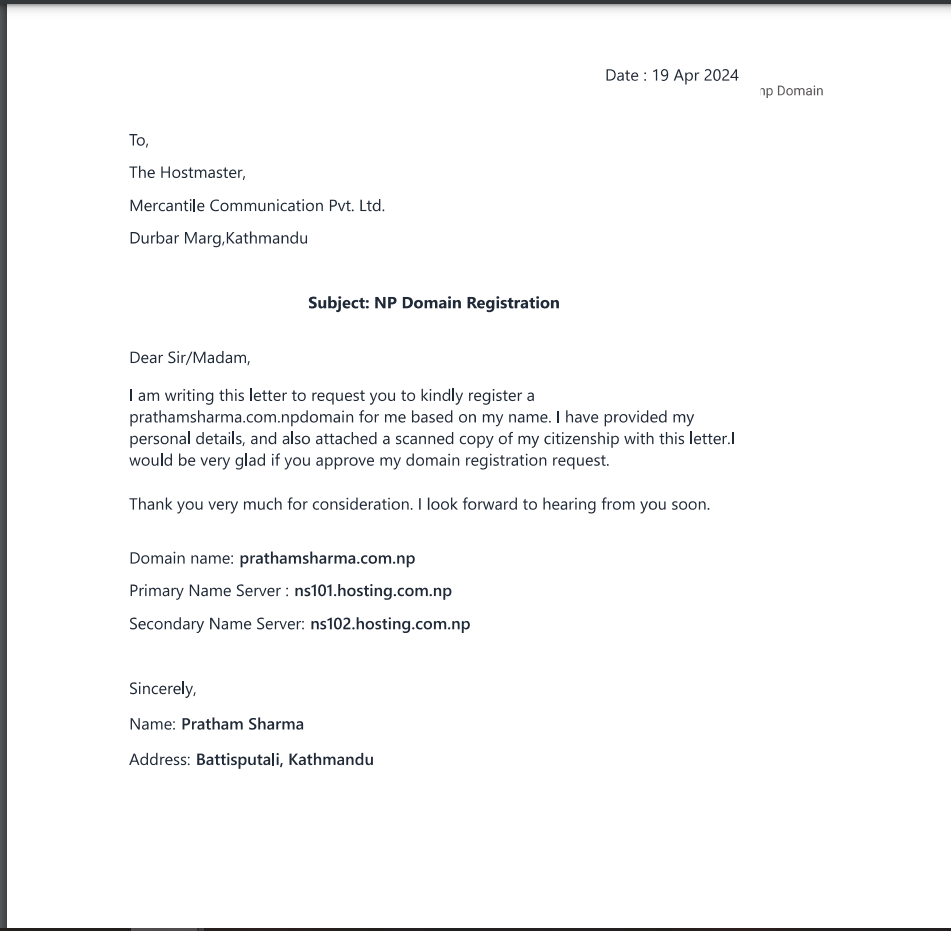 Date : 19 Apr 2024
np Domain
To,
The Hostmaster,
Mercantile Communication Pvt. Ltd.
Durbar Marg,Kathmandu
Subject: NP Domain Registration
Dear Sir/Madam,
I am writing this letter to request you to kindly register a
prathamsharma.com.npdomain for me based on my name. I have provided my
personal details, and also attached a scanned copy of my citizenship with this letter.I
would be very glad if you approve my domain registration request.
Thank you very much for consideration. I look forward to hearing from you soon.
Domain name: prathamsharma.com.np
Primary Name Server : ns101.hosting.com.np
Secondary Name Server: ns102.hosting.com.np
Sincerely,
Name: Pratham Sharma
Address: Battisputali, Kathmandu